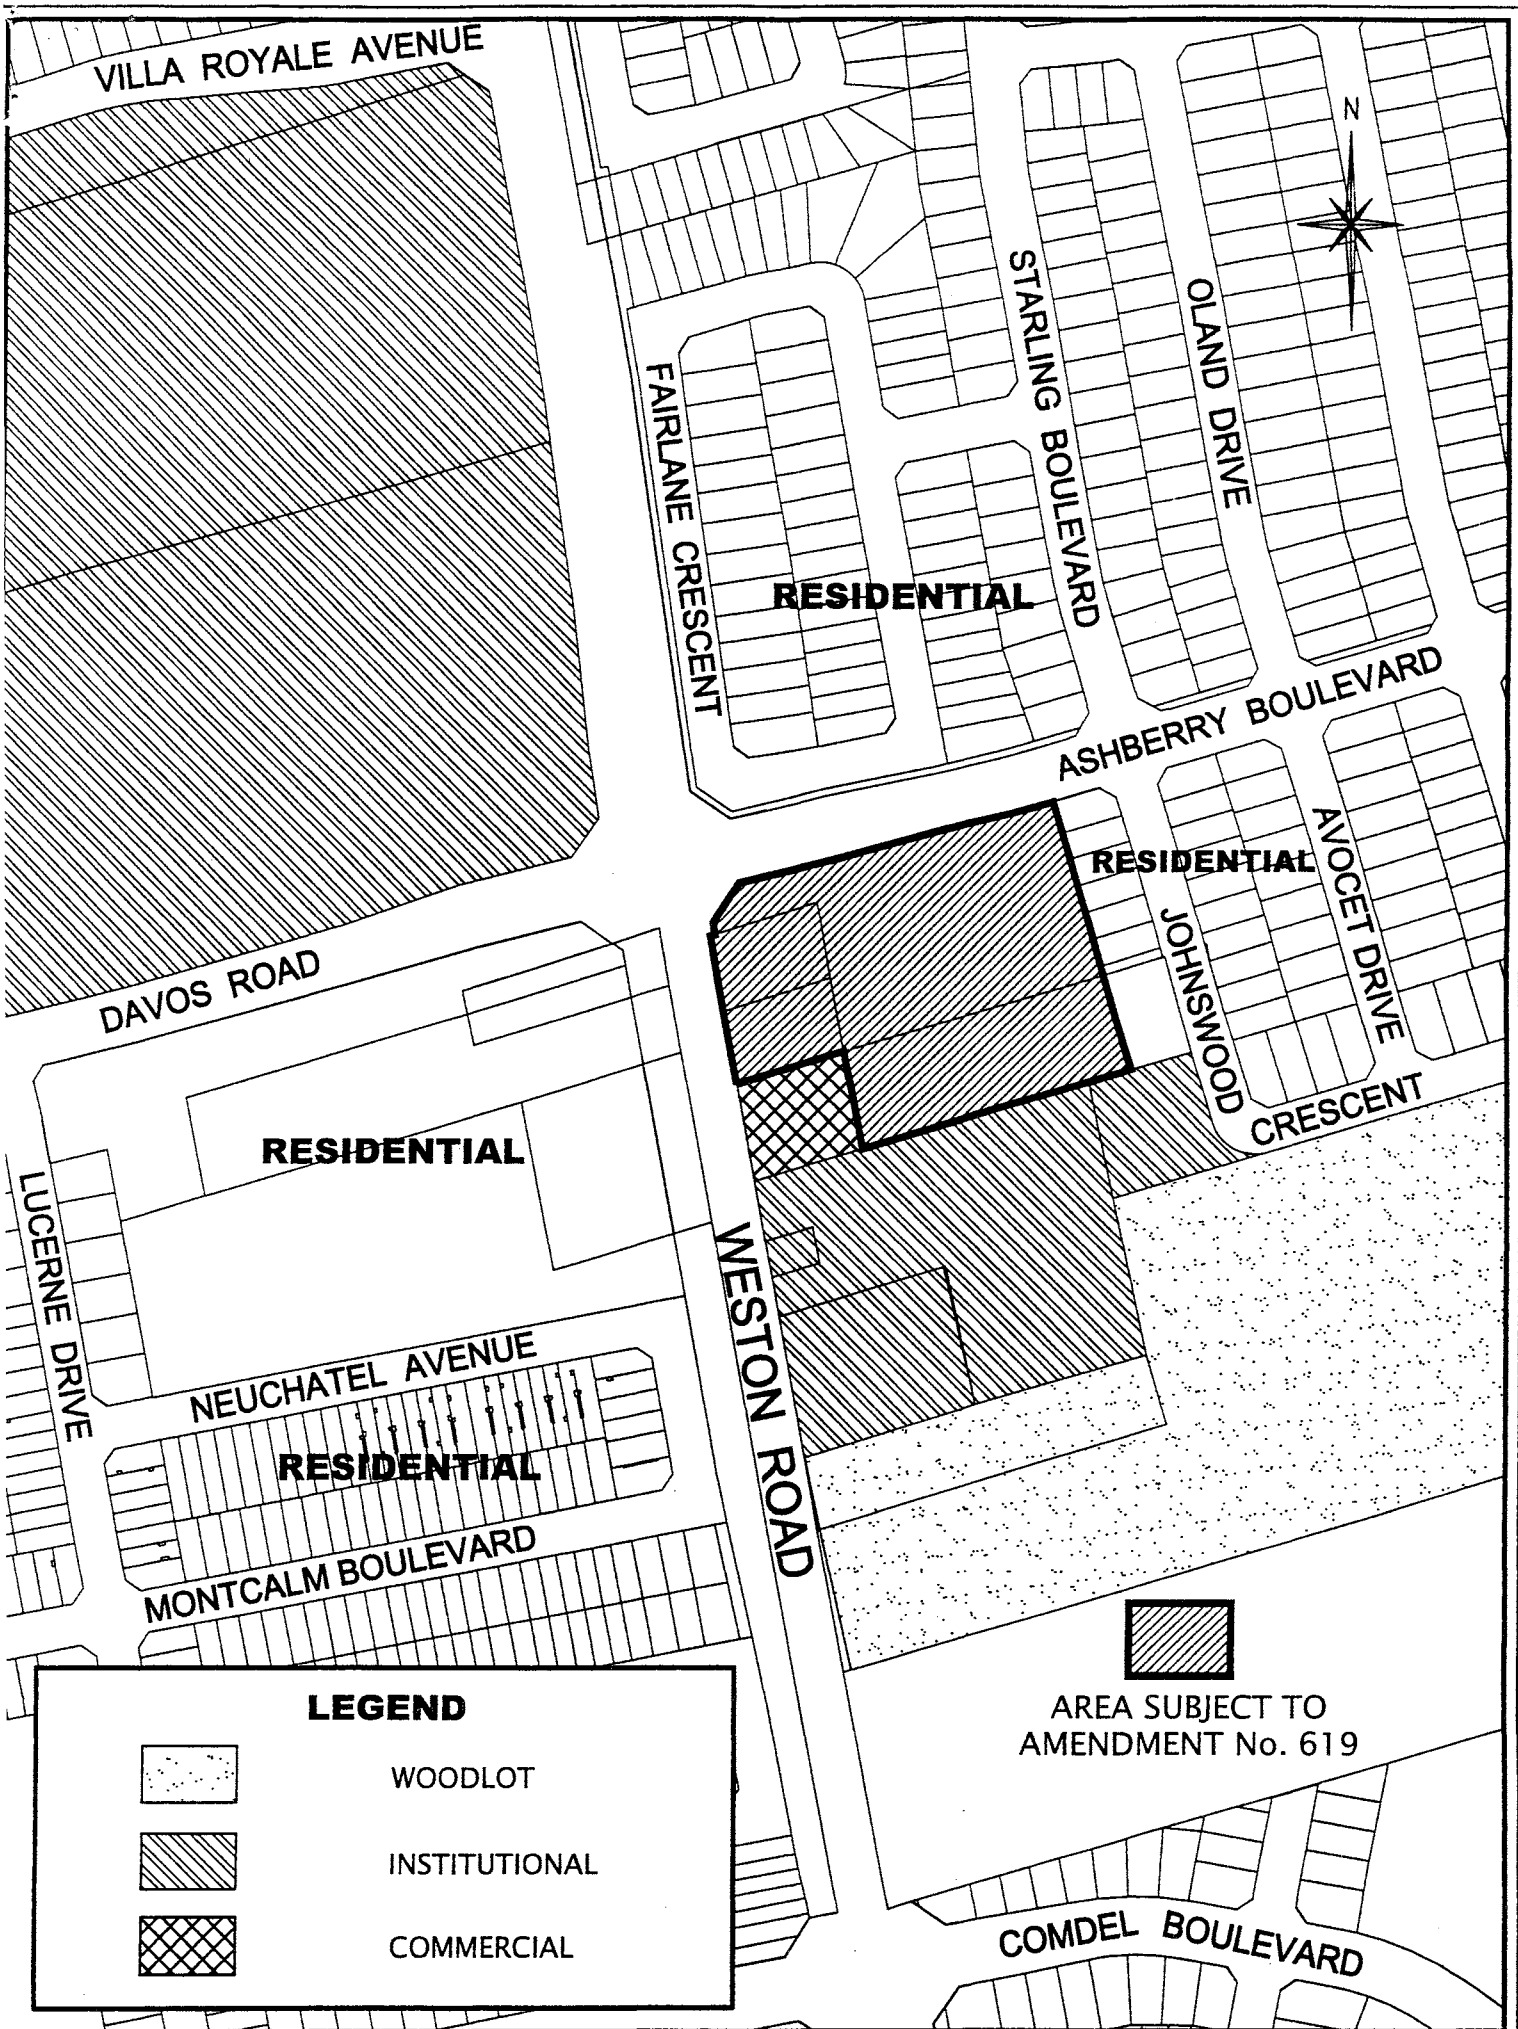 VILLA ROYALE AVENUE
N
STARLING BOULEVARD
OLAND DRIVE
FAIRLANE CRESCENT
RESIDENTIAL
ASHBERRY BOULEVARD
RESIDENTIAL
AVOCET DRIVE
JOHNSWOOD
CRESCENT
DAVOS ROAD
RESIDENTIAL
LUCERNE DRIVE
WESTON ROAD
NEUCHATEL AVENUE
RESIDENTIAL
MONTCALM BOULEVARD
LEGEND
WOODLOT
INSTITUTIONAL
COMMERCIAL
AREA SUBJECT TO
AMENDMENT No. 619
COMDEL BOULEVARD